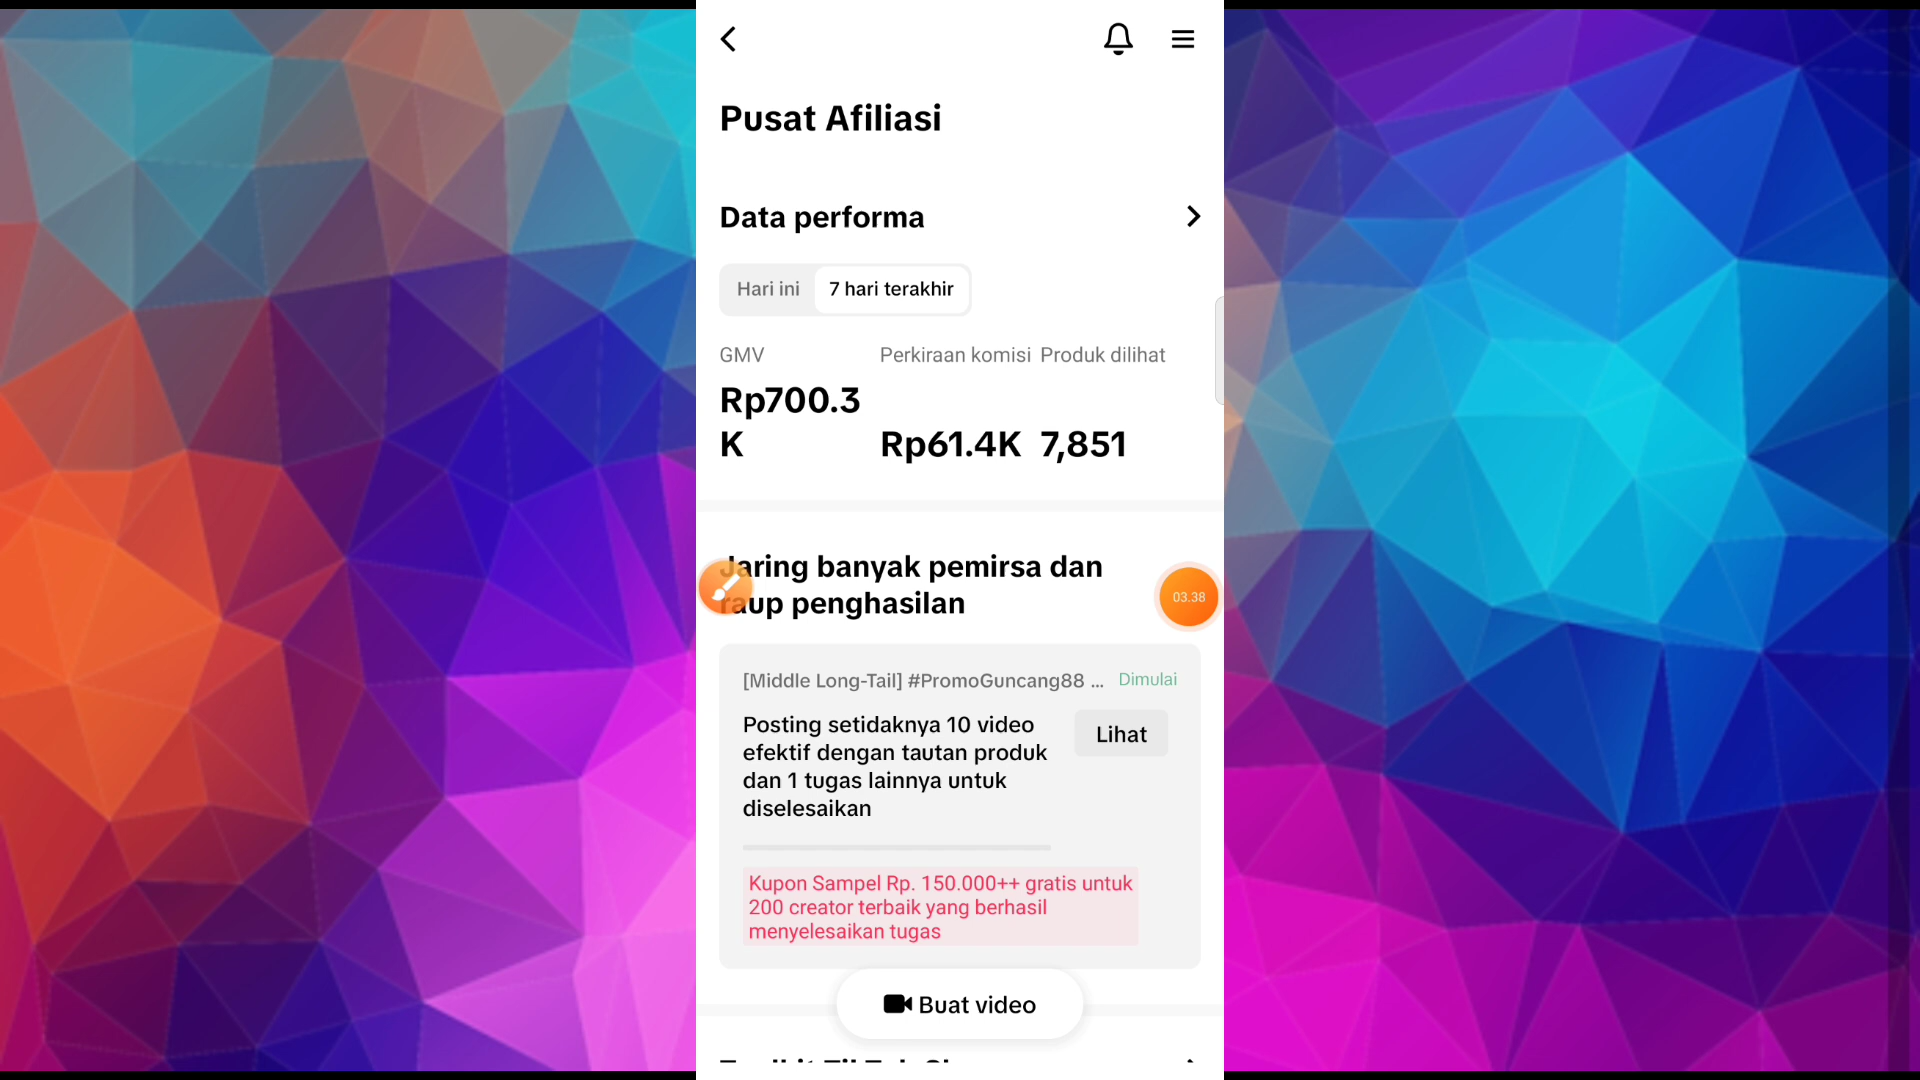 Pusat Afiliasi
Data performa
Hari ini 7 hari terakhir
GMV Perkiraan komisi Produk dilihat
Rp700.3
K Rp61.4K 7,851
Jaring banyak pemirsa dan
raup penghasilan
03.38
[Middle Long-Tail] #PromoGuncang88 ... Dimulai
Posting setidaknya 10 video
efektif dengan tautan produk
dan 1 tugas lainnya untuk
diselesaikan
Lihat
Kupon Sampel Rp. 150.000++ gratis untuk
200 creator terbaik yang berhasil
menyelesaikan tugas
Buat video